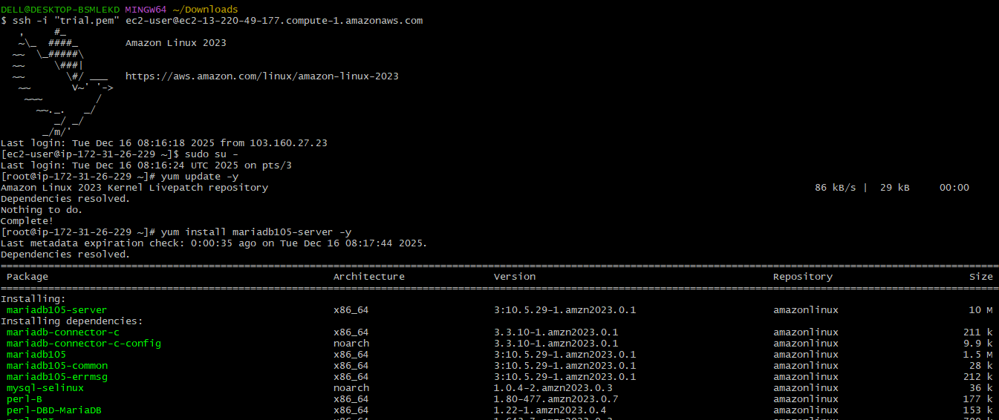 DELL@DESKTOP-BSMLEKD MINGW64 ~/Downloads
$ ssh -i "trial.pem" ec2-user@ec2-13-220-49-177.compute-1.amazonaws.com
   ,     #_
   ~\_  ####_        Amazon Linux 2023
  ~~  \_#####\
  ~~     \###|
  ~~       \#/ ___   https://aws.amazon.com/linux/amazon-linux-2023
   ~~       V~' '->
    ~~~         /
      ~~._.   _/
         _/ _/
       _/m/'
Last login: Tue Dec 16 08:16:18 2025 from 103.160.27.23
[ec2-user@ip-172-31-26-229 ~]$ sudo su -
Last login: Tue Dec 16 08:16:24 UTC 2025 on pts/3
[root@ip-172-31-26-229 ~]# yum update -y
Amazon Linux 2023 Kernel Livepatch repository 86 kB/s | 29 kB 00:00
Dependencies resolved.
Nothing to do.
Complete!
[root@ip-172-31-26-229 ~]# yum install mariadb105-server -y
Last metadata expiration check: 0:00:35 ago on Tue Dec 16 08:17:44 2025.
Dependencies resolved.
Package Architecture Version Repository Size
Installing:
mariadb105-server x86_64 3:10.5.29-1.amzn2023.0.1 amazonlinux 10 M
Installing dependencies:
mariadb-connector-c x86_64 3.3.10-1.amzn2023.0.1 amazonlinux 211 k
mariadb-connector-c-config noarch 3.3.10-1.amzn2023.0.1 amazonlinux 9.9 k
mariadb105 x86_64 3:10.5.29-1.amzn2023.0.1 amazonlinux 1.5 M
mariadb105-common x86_64 3:10.5.29-1.amzn2023.0.1 amazonlinux 28 k
mariadb105-errmsg x86_64 3:10.5.29-1.amzn2023.0.1 amazonlinux 212 k
mysql-selinux noarch 1.0.4-2.amzn2023.0.3 amazonlinux 36 k
perl-B x86_64 1.80-477.amzn2023.0.7 amazonlinux 177 k
perl-DBD-MariaDB x86_64 1.22-1.amzn2023.0.4 amazonlinux 153 k